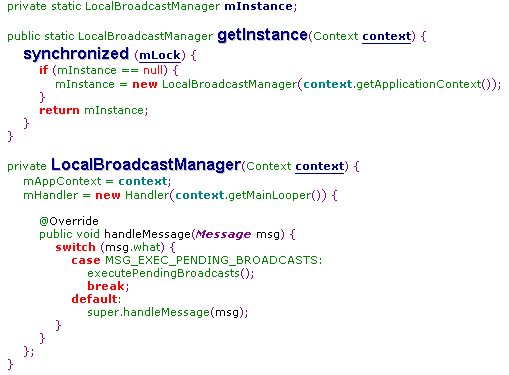 private static LocalBroadcastManager mInstance;
public static LocalBroadcastManager getInstance(Context context) {
synchronized (mLock) {
if (mInstance == null) {
mInstance = new LocalBroadcastManager(context.getApplicationContext());
}
return mInstance;
}
}
private LocalBroadcastManager(Context context) {
mAppContext = context;
mHandler = new Handler(context.getMainLooper()) {
@Override
public void handleMessage(Message msg) {
switch (msg.what) {
case MSG_EXEC_PENDING_BROADCASTS:
executePendingBroadcasts();
break;
default:
super.handleMessage(msg);
}
}
};
}